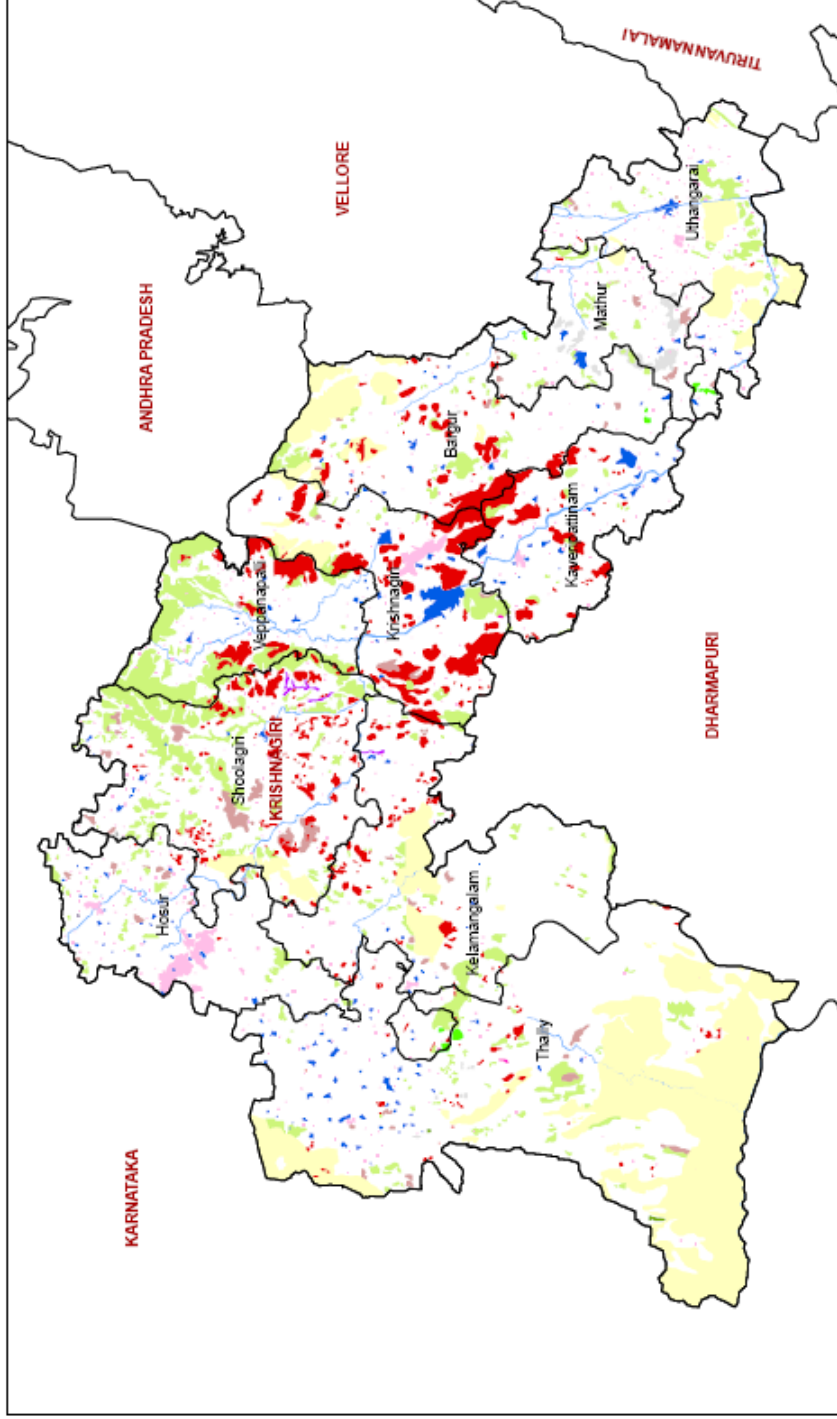 KARNATAKA
ANDHRA PRADESH
VELLORE
TIRUVANNAMALAI
DHARMAPURI
KRISHNAGIRI
Hosur
Shoolagiri
Veppanapalli
Krishnagiri
Bargur
Mathur
Uthangarai
Kaveripattinam
Kelamangalam
Thally